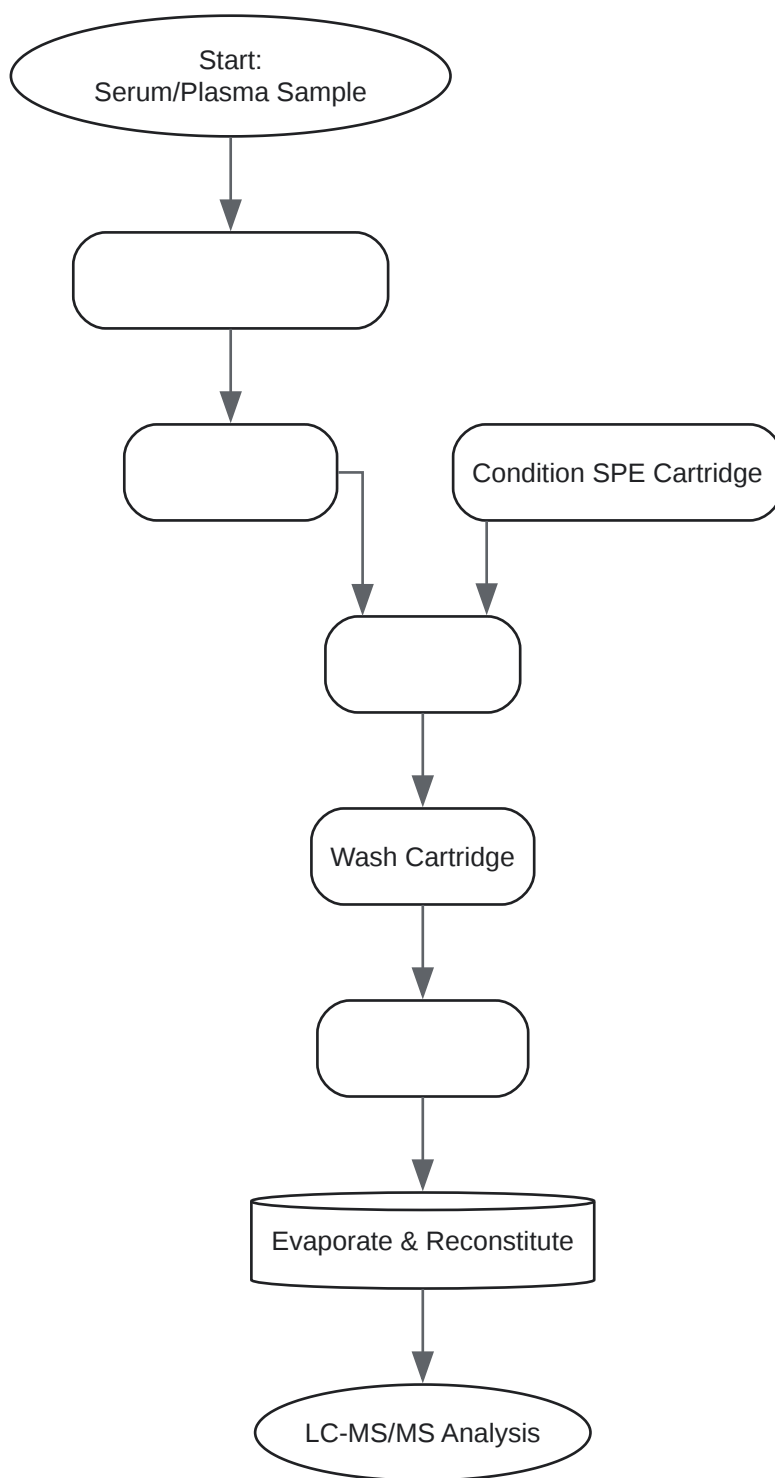 Start:
Serum/Plasma Sample
Condition SPE Cartridge
Wash Cartridge
Evaporate & Reconstitute
LC-MS/MS Analysis